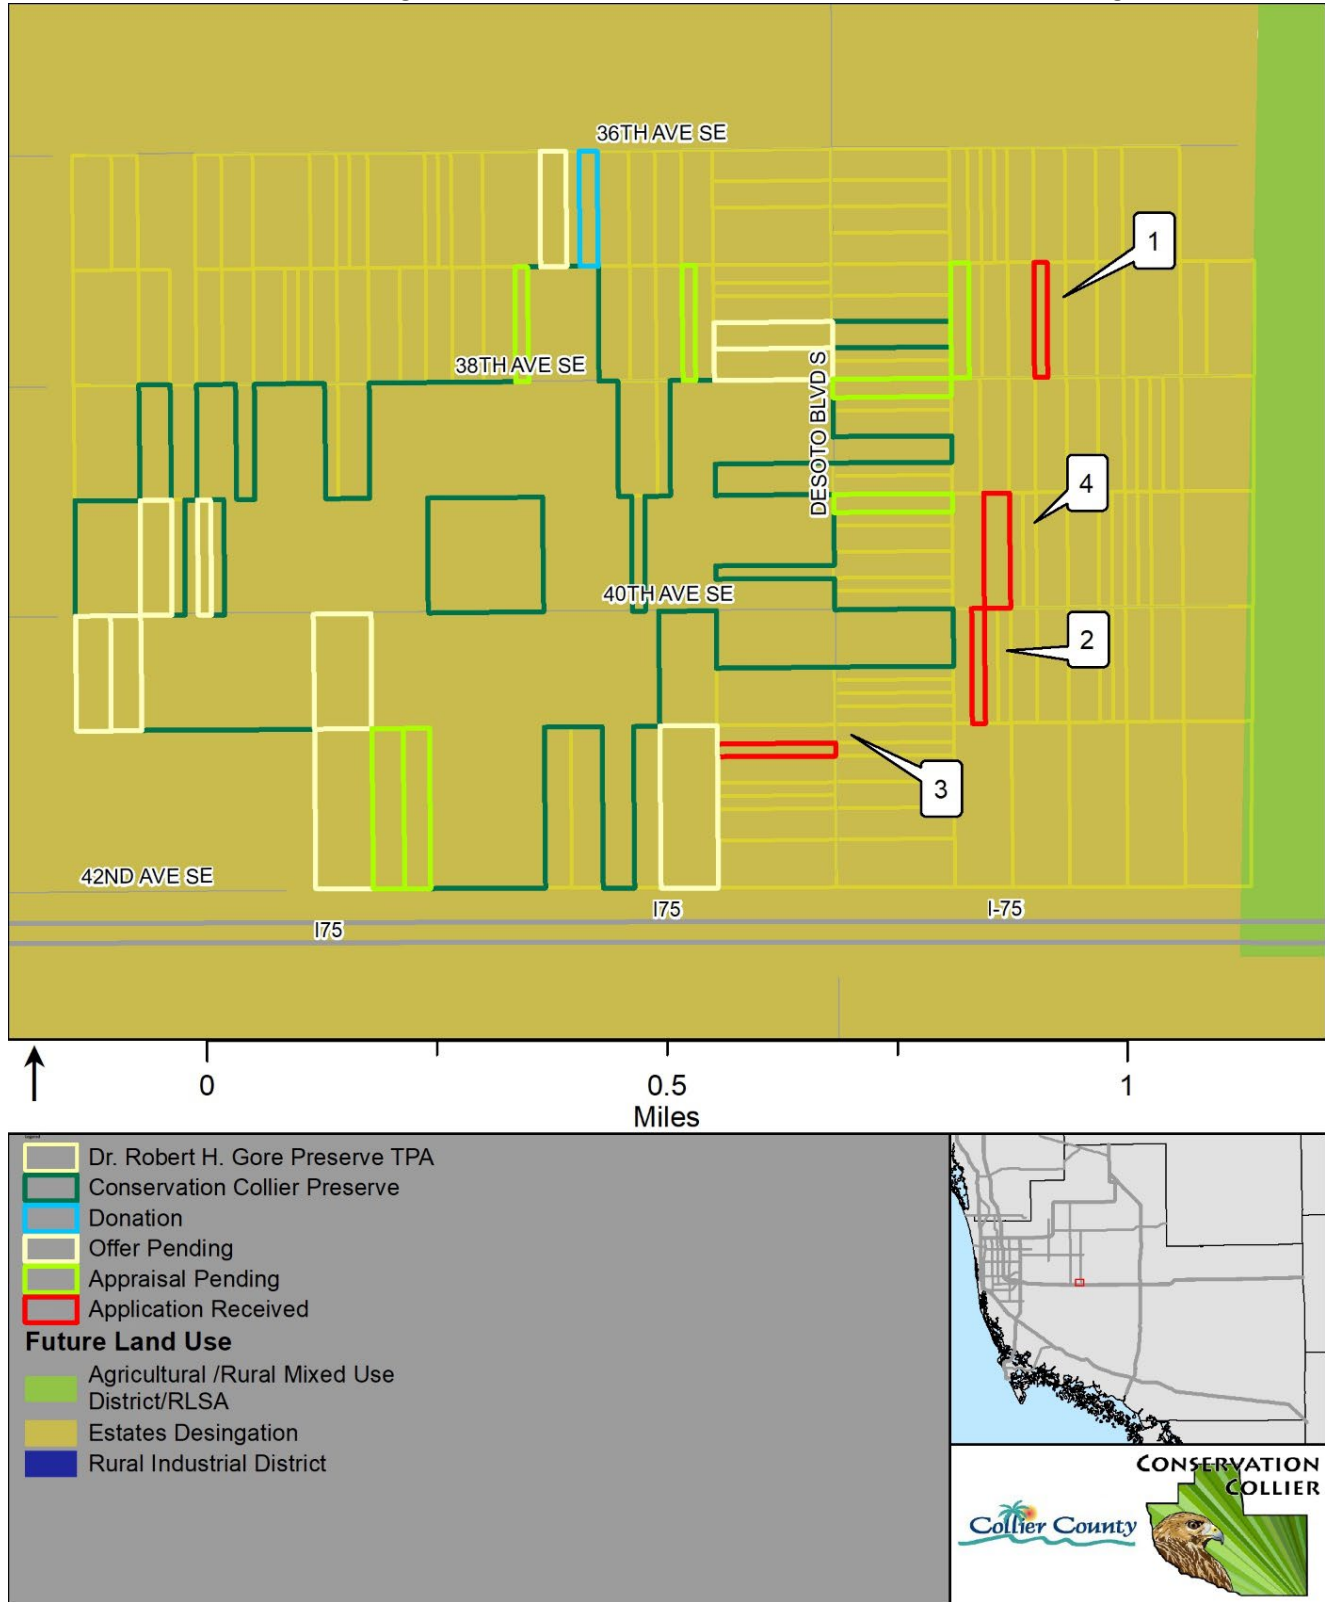 36TH AVE SE
1
38TH AVE SE
DESOTO BLVD S
4
40TH AVE SE
2
3
42ND AVE SE
I75
I75
I-75
0
0.5
1
Miles
Legend
Dr. Robert H. Gore Preserve TPA
Conservation Collier Preserve
Donation
Offer Pending
Appraisal Pending
Application Received
Future Land Use
Agricultural /Rural Mixed Use
District/RLSA
Estates Desingation
Rural Industrial District
CONSERVATION
COLLIER
Collier County